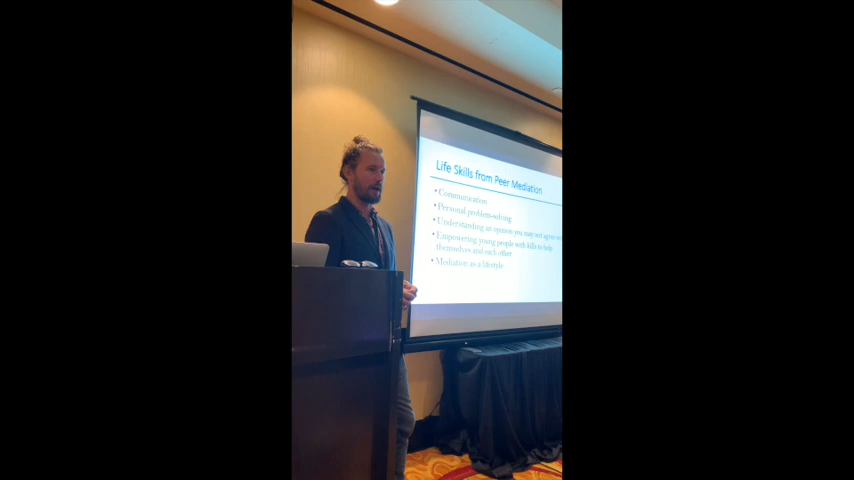 Life Skills from Peer Mediation
• Communication
• Personal problem-solving
• Understanding an opinion you may not agree
• Empowering young people with kills to help
themselves and each other!
• Mediation as a lifestyle